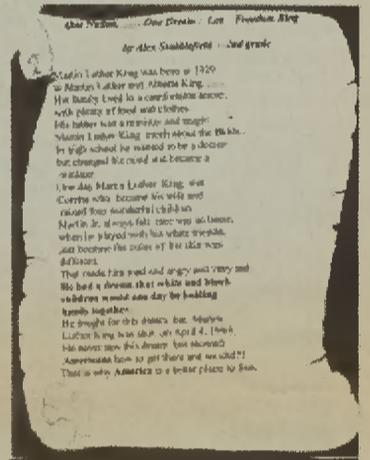 One Nation One Dream: Let Freedom Ring
by Alex Stubblefield 2nd grade
Martin Luther King was born in 1929
to Martin Luther and Alberta King.
His family lived in a comfortable house,
with plenty of food and clothes.
His father was a minister and taught
Martin Luther King much about the Bible.
In high school he wanted to be a doctor
but changed his mind and became a
minister
One day Martin Luther King, met
Coretta who became his wife and
raised four wonderful children
Martin Jr. always felt there was
when he played with his white friends,
just because the color of his skin was
different.
That made him mad and angry and very sad
He had a dream that white and black
children would one day be holding
hands together.
He fought for this dream, but Martin
Luther King was shot on April 4, 1968.
He never saw this dream but showed
Americans how to get there and we did"!
That is why America is a better place to live.